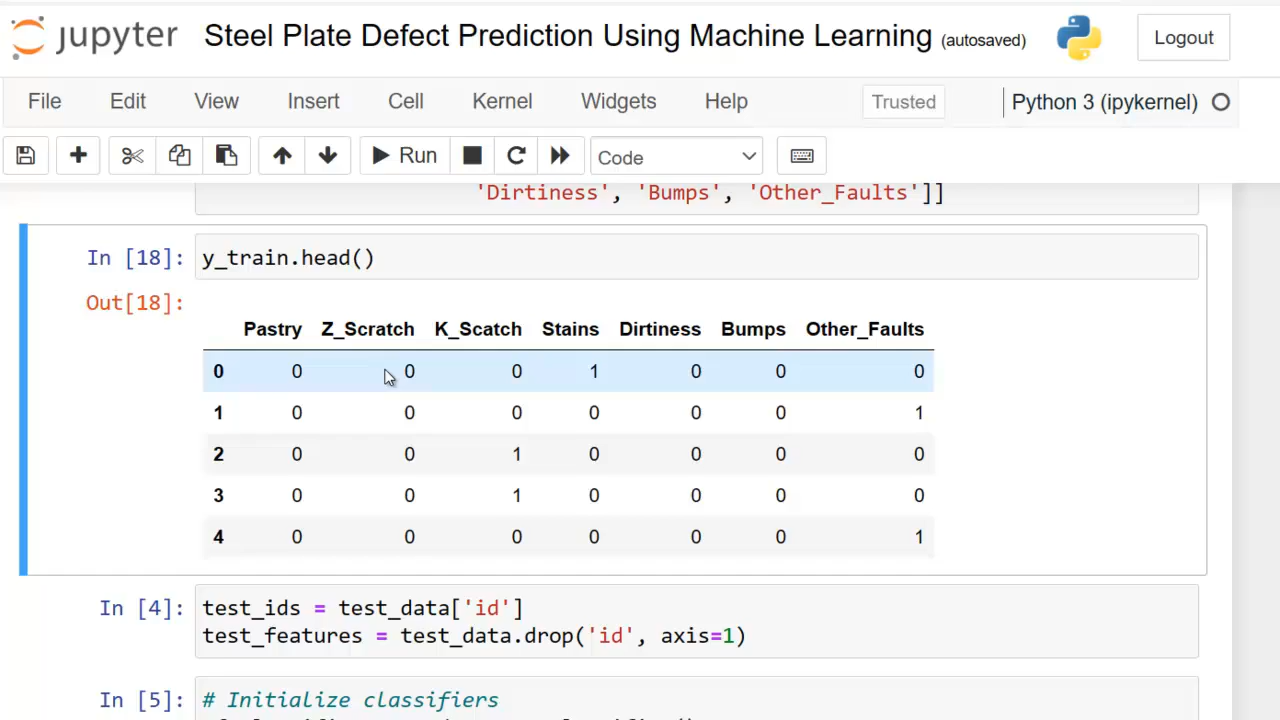 jupyter Steel Plate Defect Prediction Using Machine Learning (autosaved) Logout
File Edit View Insert Cell Kernel Widgets Help Trusted Python 3 (ipykernel)
Run Code
'Dirtiness', 'Bumps', 'Other_Faults']]
In [18]: y_train.head()
Out[18]:
Pastry Z_Scratch K_Scatch Stains Dirtiness Bumps Other_Faults
0 0 0 0 1 0 0 0
1 0 0 0 0 0 0 1
2 0 0 1 0 0 0 0
3 0 0 1 0 0 0 0
4 0 0 0 0 0 0 1
In [4]: test_ids = test_data['id']
test_features = test_data.drop('id', axis=1)
In [5]: # Initialize classifiers